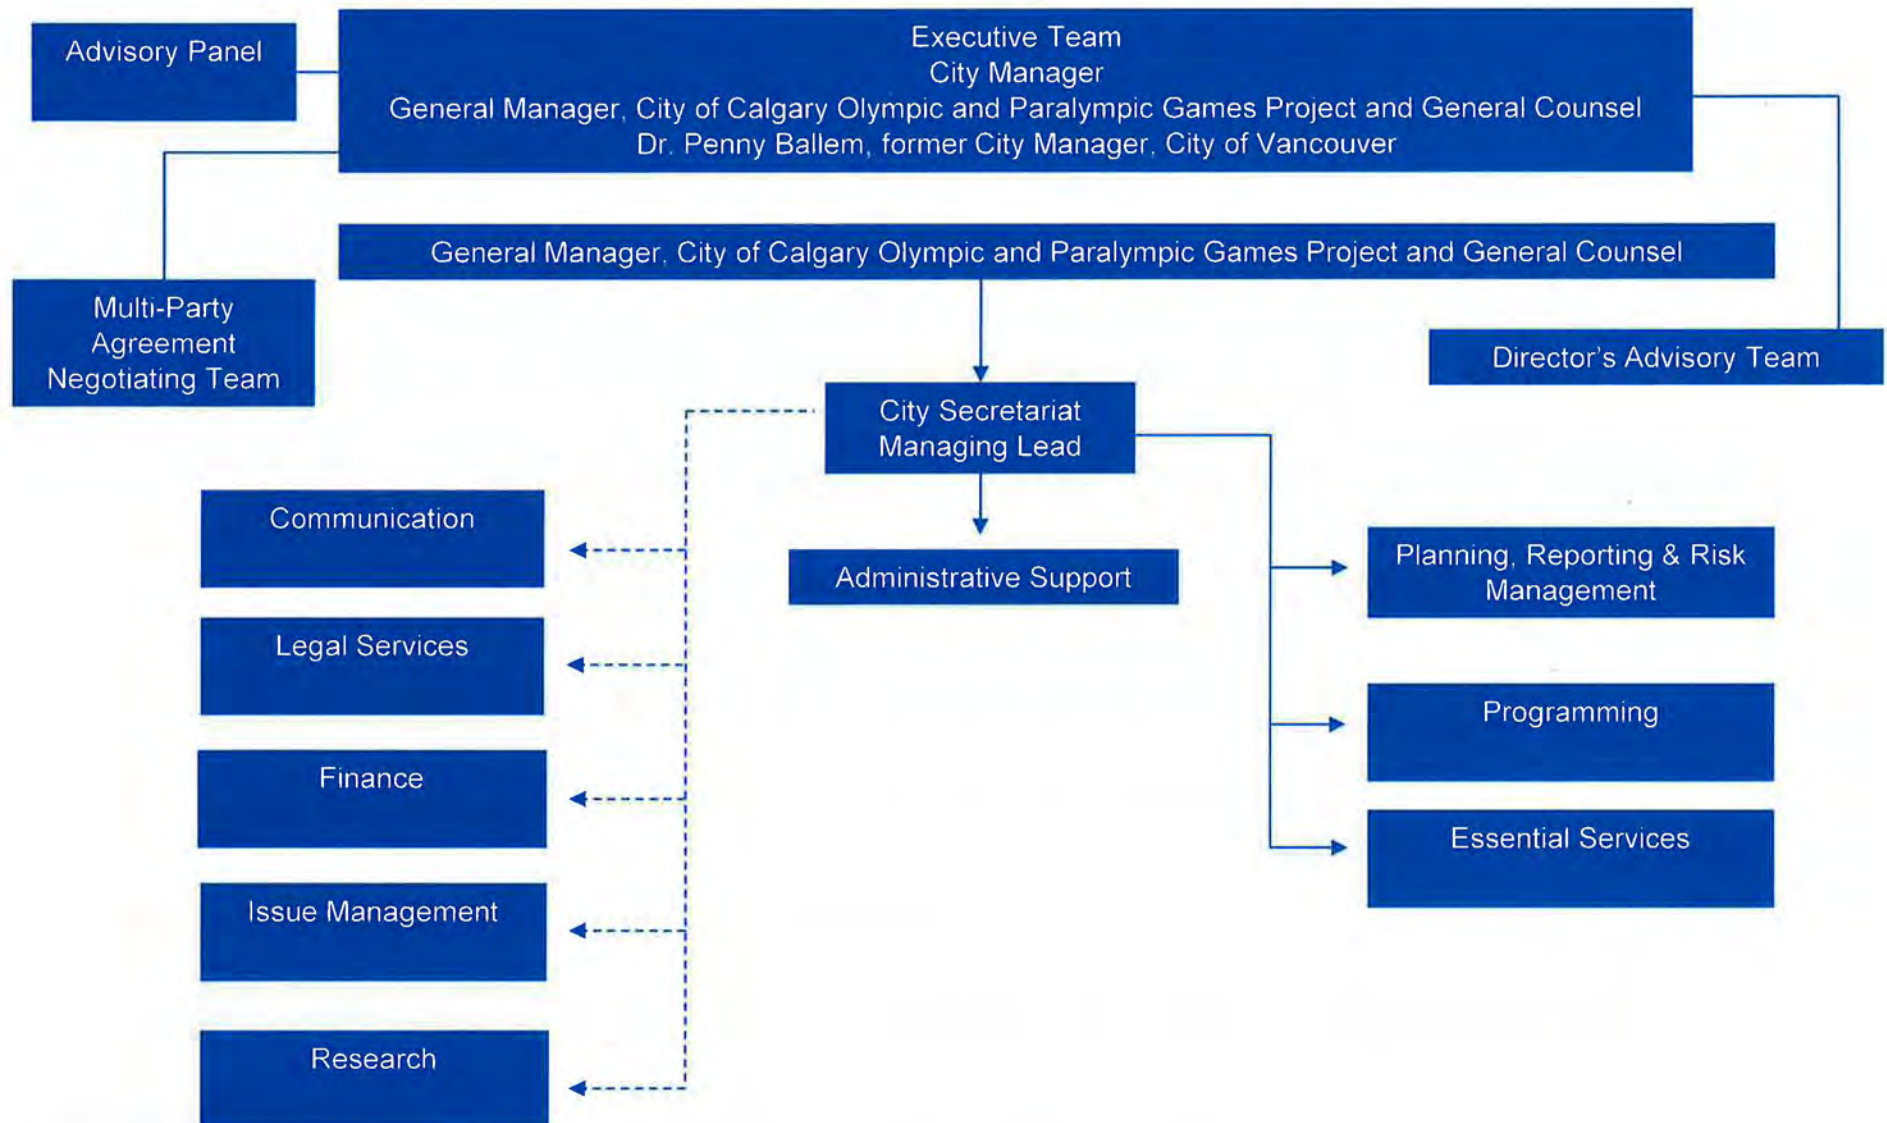 Advisory Panel
Executive Team
City Manager
General Manager, City of Calgary Olympic and Paralympic Games Project and General Counsel
Dr. Penny Ballem, former City Manager, City of Vancouver
General Manager, City of Calgary Olympic and Paralympic Games Project and General Counsel
Multi-Party
Agreement
Negotiating Team
Director's Advisory Team
City Secretariat
Managing Lead
Communication
Administrative Support
Planning, Reporting & Risk
Management
Legal Services
Programming
Finance
Essential Services
Issue Management
Research